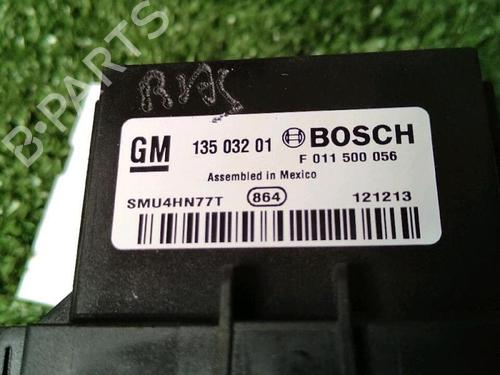 B-PARTS
GM 135 032 01 BOSCH
F 011 500 056
Assembled in Mexico
SMU4HN77T 864 121213